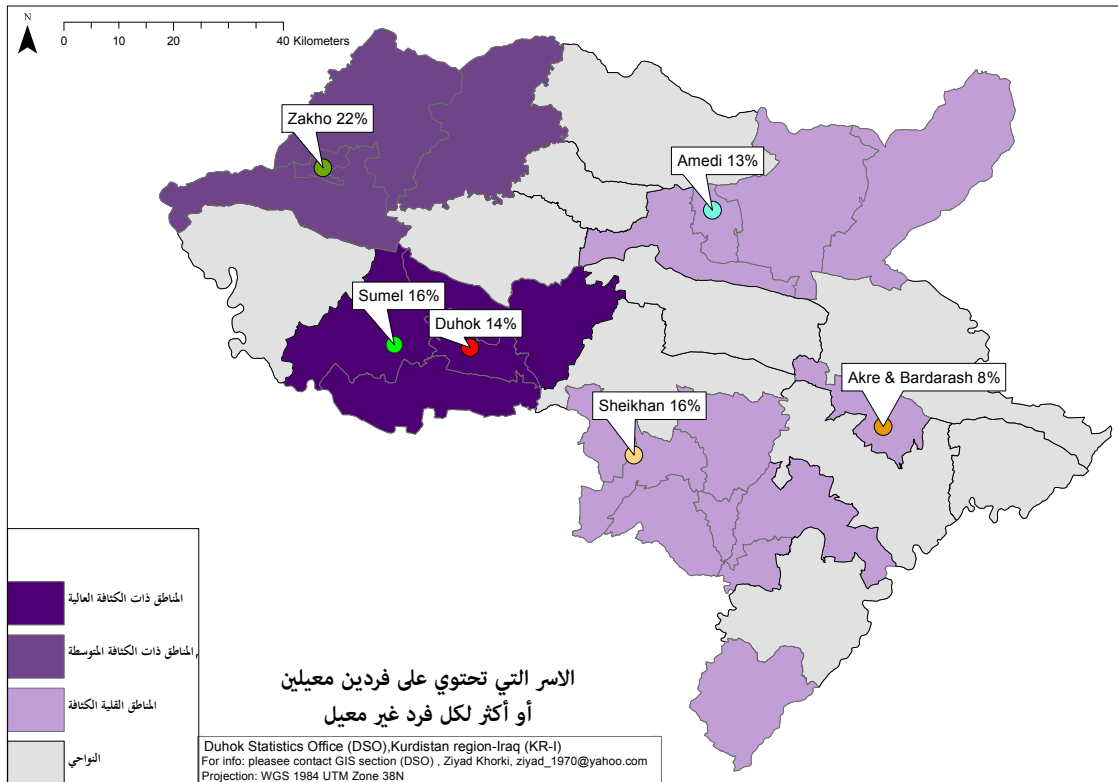 N
0 10 20 40 Kilometers
Zakho 22%
Amedi 13%
Sumel 16%
Duhok 14%
Akre & Bardarash 8%
Sheikhan 16%
المناطق ذات الكثافة العالية
المناطق ذات الكثافة المتوسطة
المناطق القلية الكثافة
النواحي
الاسر التي تحتوي على فردين معيلين
أو أكثر لكل فرد غير معيل
Duhok Statistics Office (DSO),Kurdistan region-Iraq (KR-I)
For info: pleasee contact GIS section (DSO) , Ziyad Khorki, ziyad_1970@yahoo.com
Projection: WGS 1984 UTM Zone 38N